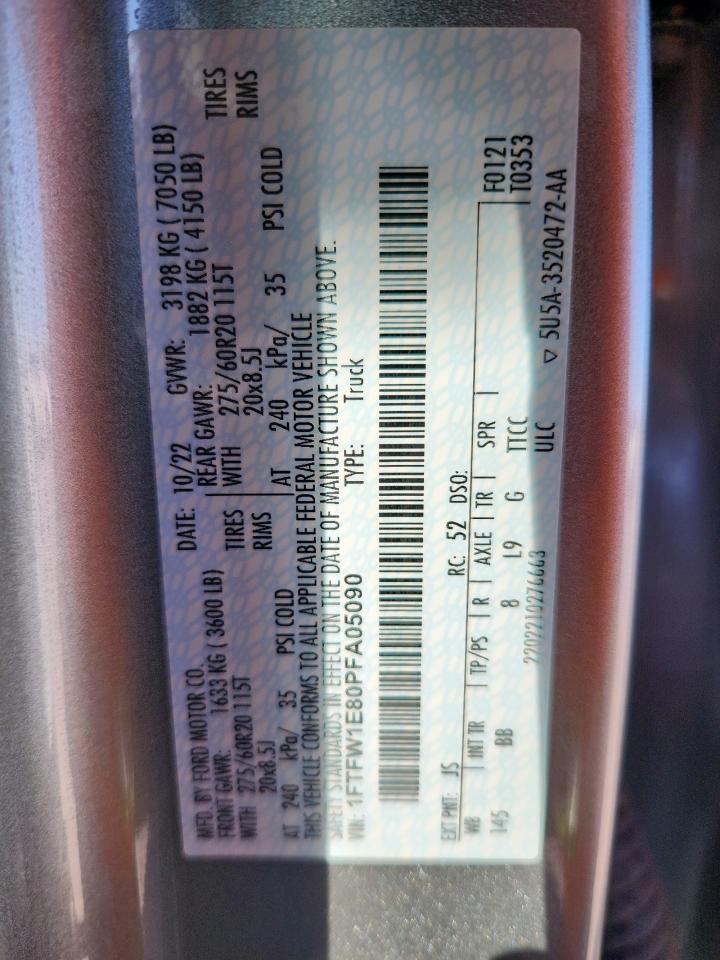 MFD. BY FORD MOTOR CO. DATE: 10/22 GVWR: 3198 KG ( 7050 LB)
FRONT GAWR: 1633 KG ( 3600 LB) REAR GAWR: 1882 KG ( 4150 LB)
WITH 275/60R20 115T TIRES WITH 275/60R20 115T TIRES
20x8.5J RIMS 20x8.5J RIMS
AT 240 kPa/ 35 PSI COLD AT 240 kPa/ 35 PSI COLD
THIS VEHICLE CONFORMS TO ALL APPLICABLE FEDERAL MOTOR VEHICLE
SAFETY STANDARDS IN EFFECT ON THE DATE OF MANUFACTURE SHOWN ABOVE.
VIN: 1FTFW1E80PFA05090 TYPE: Truck
EXT PNT: JS RC: 52 DSO:
WB INT TR TP/PS R AXLE TR SPR F0121
145 BB 8 L9 G TTCC T0353
2202210276663 ULC ▽ 5U5A-3520472-AA